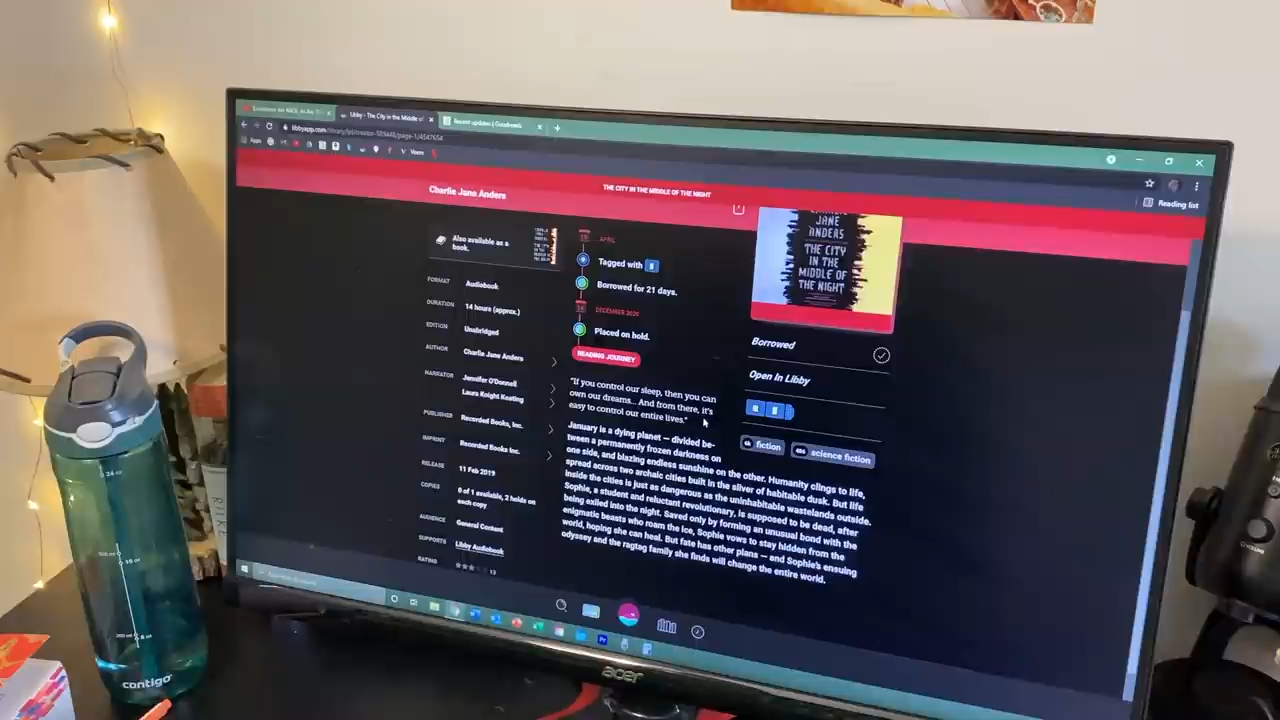 Libby - The City in the Middle of
Recent updates | Goodreads
Apps
Reading list
Charlie Jane Anders
THE CITY IN THE MIDDLE OF THE NIGHT
Also available as a
book.
FORMAT Audiobook
DURATION 14 hours (approx.)
EDITION Unabridged
AUTHOR Charlie Jane Anders
NARRATOR Jennifer O'Donnell
Laura Knight Keating
PUBLISHER Recorded Books, Inc.
IMPRINT Recorded Books Inc.
RELEASE 11 Feb 2019
COPIES 0 of 1 available, 2 holds on
each copy
AUDIENCE General Content
SUPPORTS Libby Audiobook
RATING 13
APRIL
Tagged with
Borrowed for 21 days.
DECEMBER 2020
Placed on hold.
READING JOURNEY
"If you control our sleep, then you can
own our dreams... And from there, it's
easy to control our entire lives."
January is a dying planet — divided be-
tween a permanently frozen darkness on
one side, and blazing endless sunshine on the other. Humanity clings to life,
spread across two archaic cities built in the sliver of habitable dusk. But life
inside the cities is just as dangerous as the uninhabitable wastelands outside.
Sophie, a student and reluctant revolutionary, is supposed to be dead, after
being exiled into the night. Saved only by forming an unusual bond with the
enigmatic beasts who roam the ice, Sophie vows to stay hidden from the
world, hoping she can heal. But fate has other plans — and Sophie's ensuing
odyssey and the ragtag family she finds will change the entire world.
JANE
ANDERS
THE CITY
IN THE
MIDDLE OF
THE NIGHT
Borrowed
Open In Libby
fiction
science fiction
acer
contigo